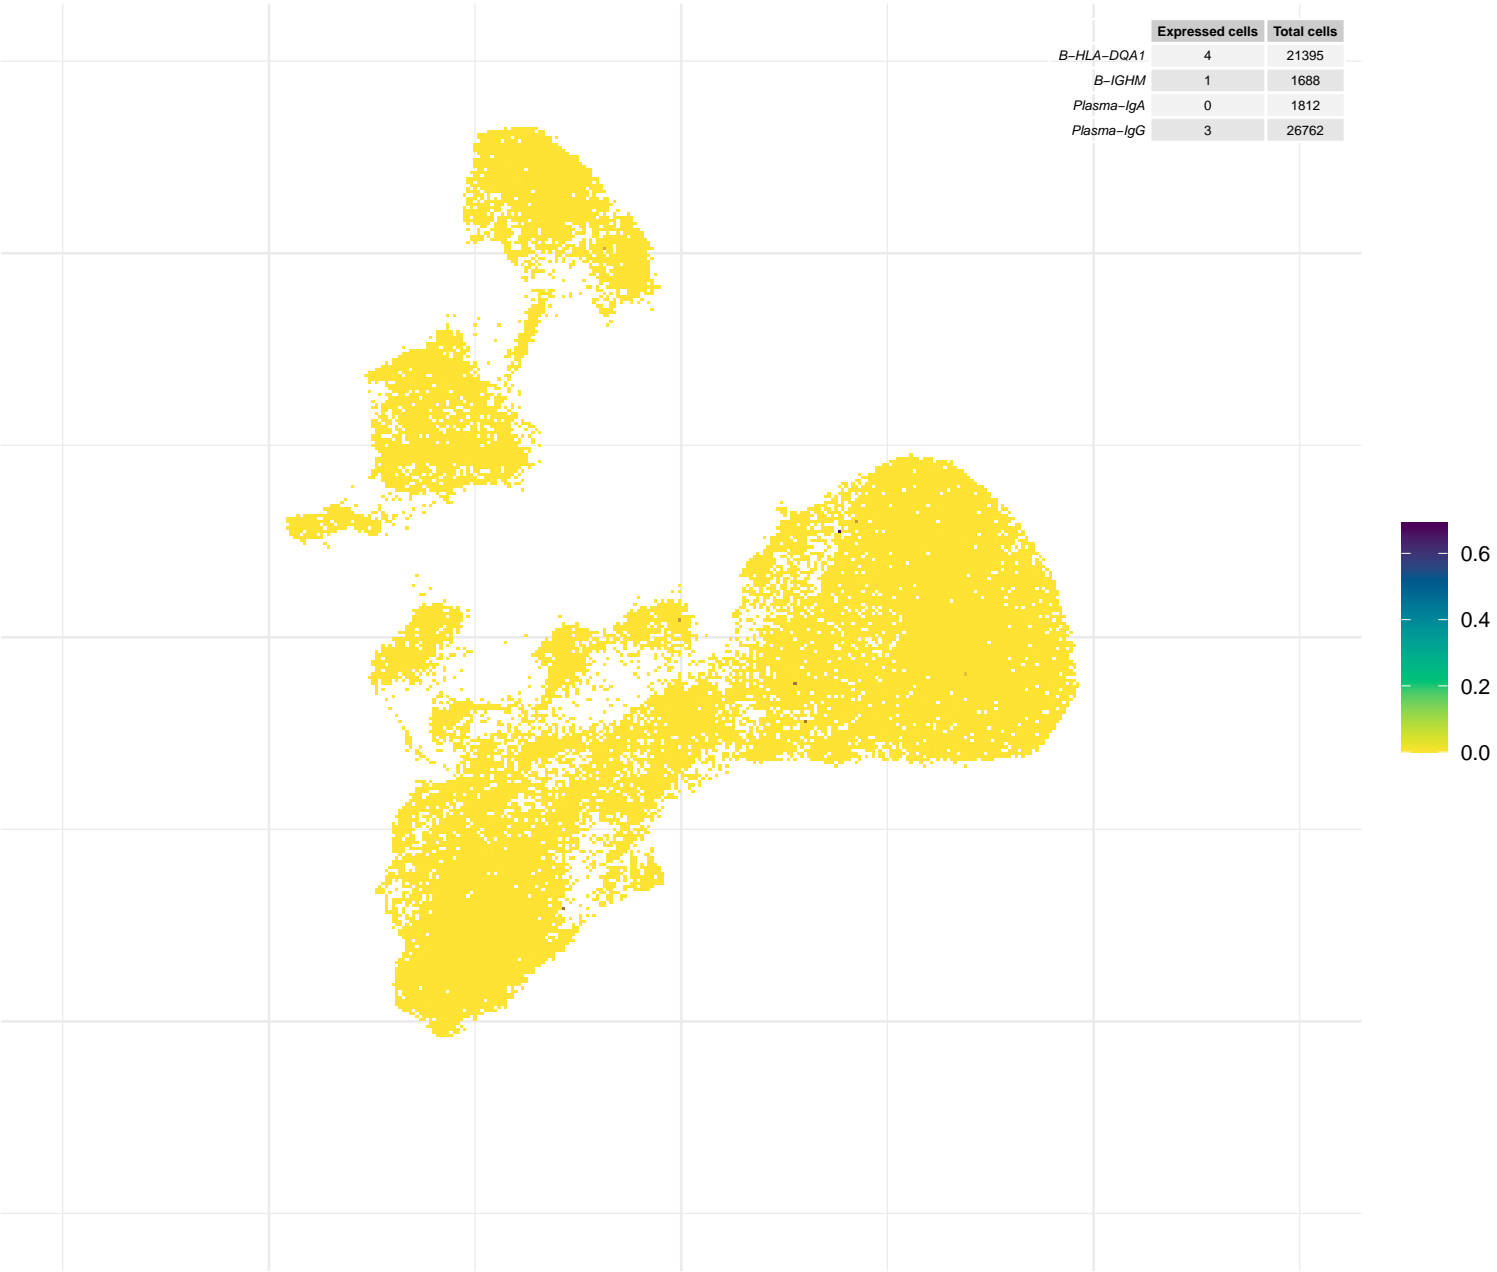 Expressed cells Total cells
B−HLA−DQA1 4 21395
B−IGHM 1 1688
Plasma−IgA 0 1812
Plasma−IgG 3 26762
0.6
0.4
0.2
0.0